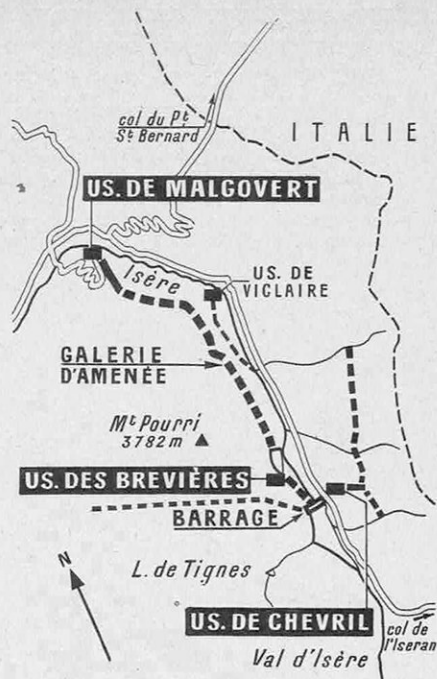 col du Pt
St Bernard
ITALIE
US. DE MALGOVERT
Isère
US. DE
VICLAIRE
GALERIE
D'AMENÉE
Mt Pourri
3782 m
US. DES BREVIÈRES
BARRAGE
N
L. de Tignes
US. DE CHEVRIL
col de
l'Iseran
Val d'Isère